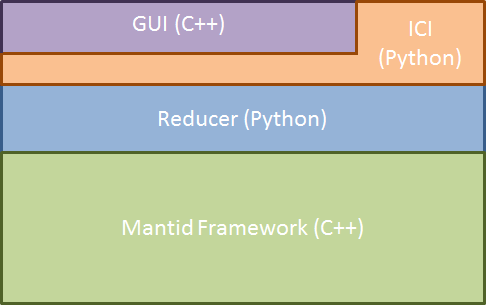 GUI (C++)
ICI
(Python)
Reducer (Python)
Mantid Framework (C++)